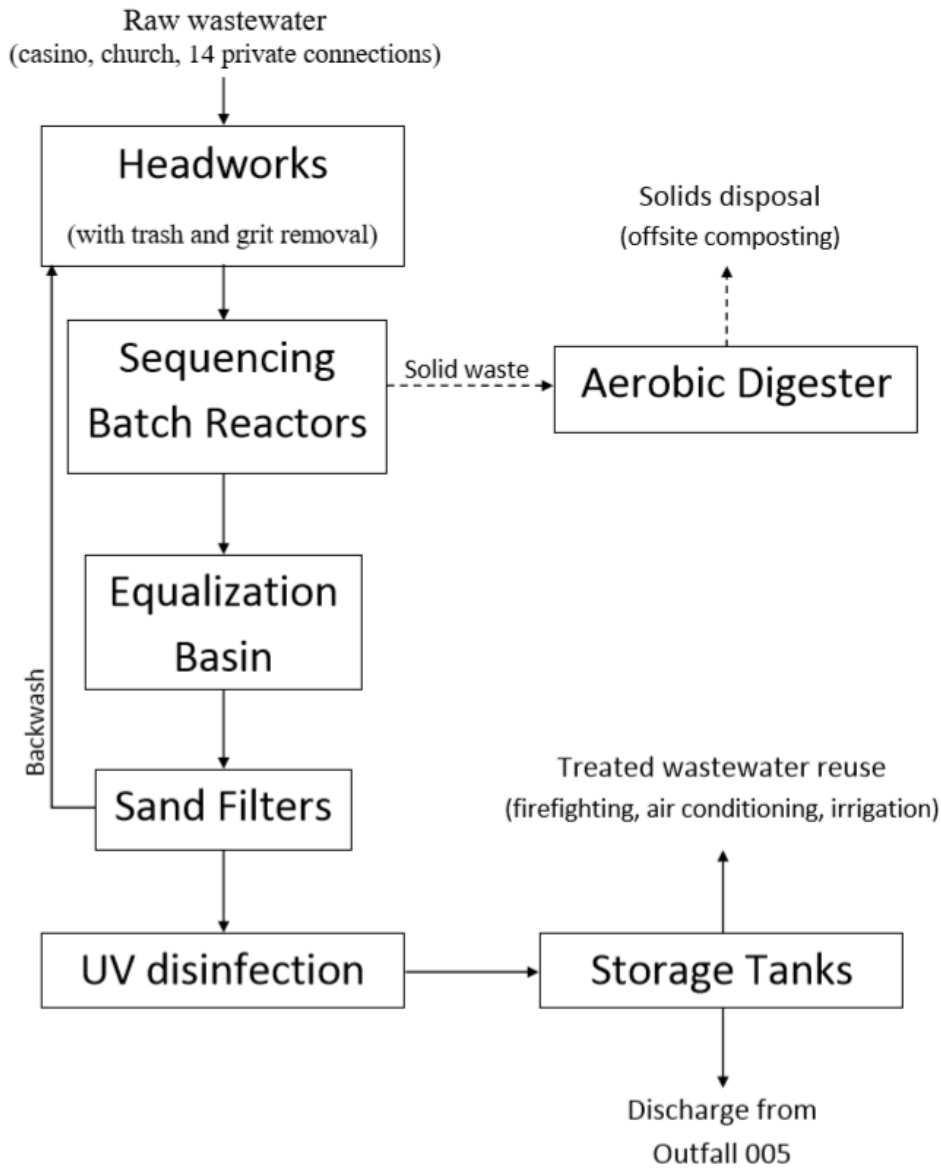 Raw wastewater
(casino, church, 14 private connections)
Headworks
(with trash and grit removal)
Solids disposal
(offsite composting)
Sequencing
Batch Reactors
Solid waste
Aerobic Digester
Equalization
Basin
Backwash
Sand Filters
Treated wastewater reuse
(firefighting, air conditioning, irrigation)
UV disinfection
Storage Tanks
Discharge from
Outfall 005